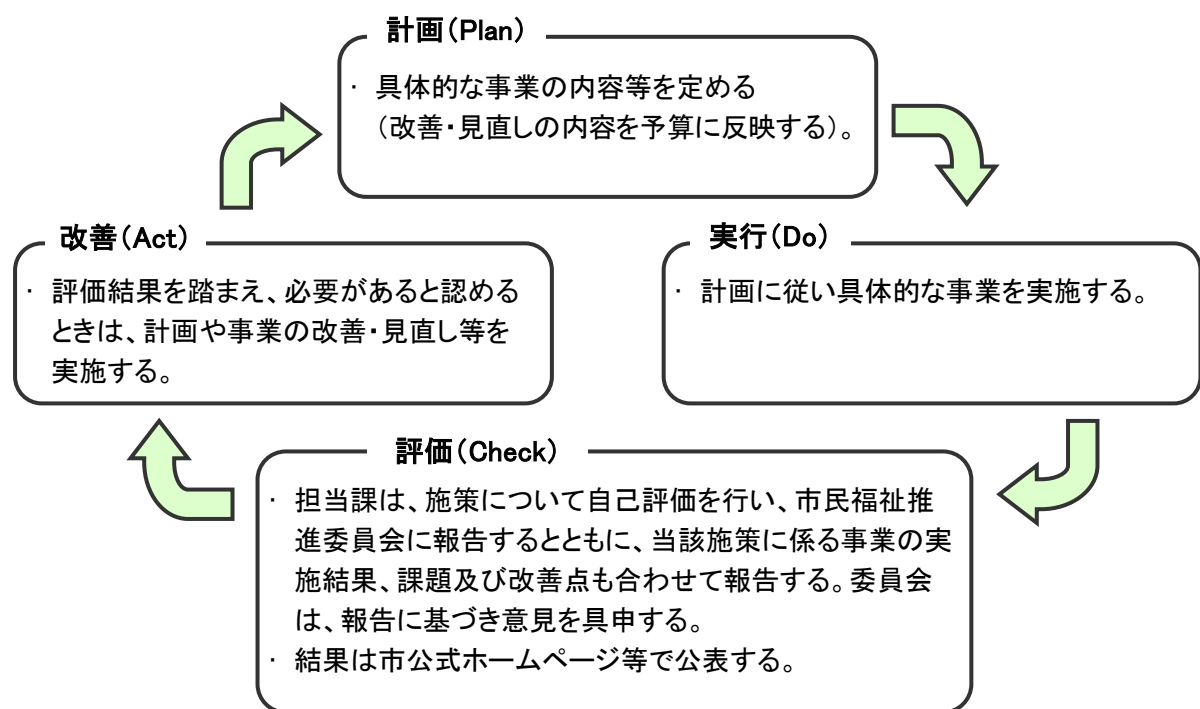 計画(Plan)
・ 具体的な事業の内容等を定める
（改善・見直しの内容を予算に反映する）。
改善(Act)
・ 評価結果を踏まえ、必要があると認める
ときは、計画や事業の改善・見直し等を
実施する。
実行(Do)
・ 計画に従い具体的な事業を実施する。
評価(Check)
・ 担当課は、施策について自己評価を行い、市民福祉推
進委員会に報告するとともに、当該施策に係る事業の実
施結果、課題及び改善点も合わせて報告する。委員会
は、報告に基づき意見を具申する。
・ 結果は市公式ホームページ等で公表する。